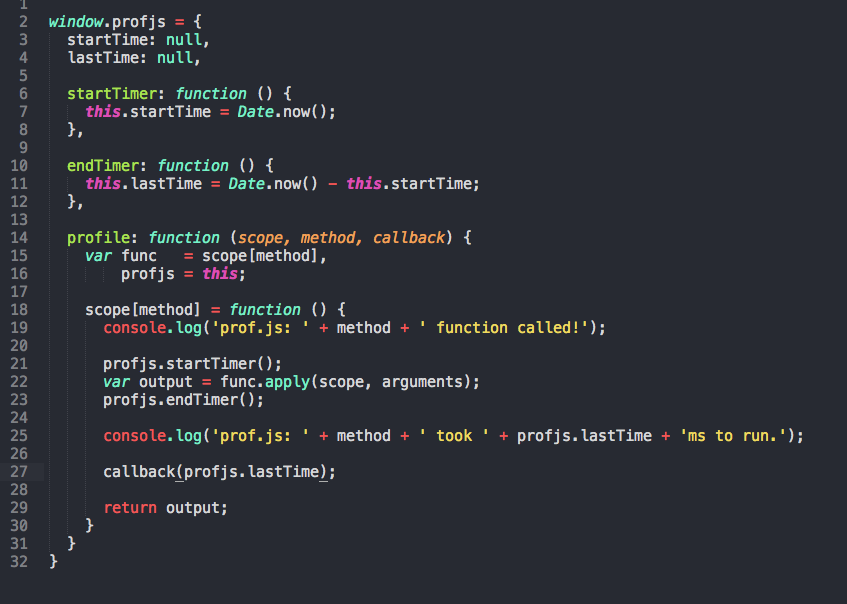 1
2 window.profjs = {
3   startTime: null,
4   lastTime: null,
5
6   startTimer: function () {
7     this.startTime = Date.now();
8   },
9
10   endTimer: function () {
11     this.lastTime = Date.now() - this.startTime;
12   },
13
14   profile: function (scope, method, callback) {
15     var func   = scope[method],
16         profjs = this;
17
18     scope[method] = function () {
19       console.log('prof.js: ' + method + ' function called!');
20
21       profjs.startTimer();
22       var output = func.apply(scope, arguments);
23       profjs.endTimer();
24
25       console.log('prof.js: ' + method + ' took ' + profjs.lastTime + 'ms to run.');
26
27       callback(profjs.lastTime);
28
29       return output;
30     }
31   }
32 }